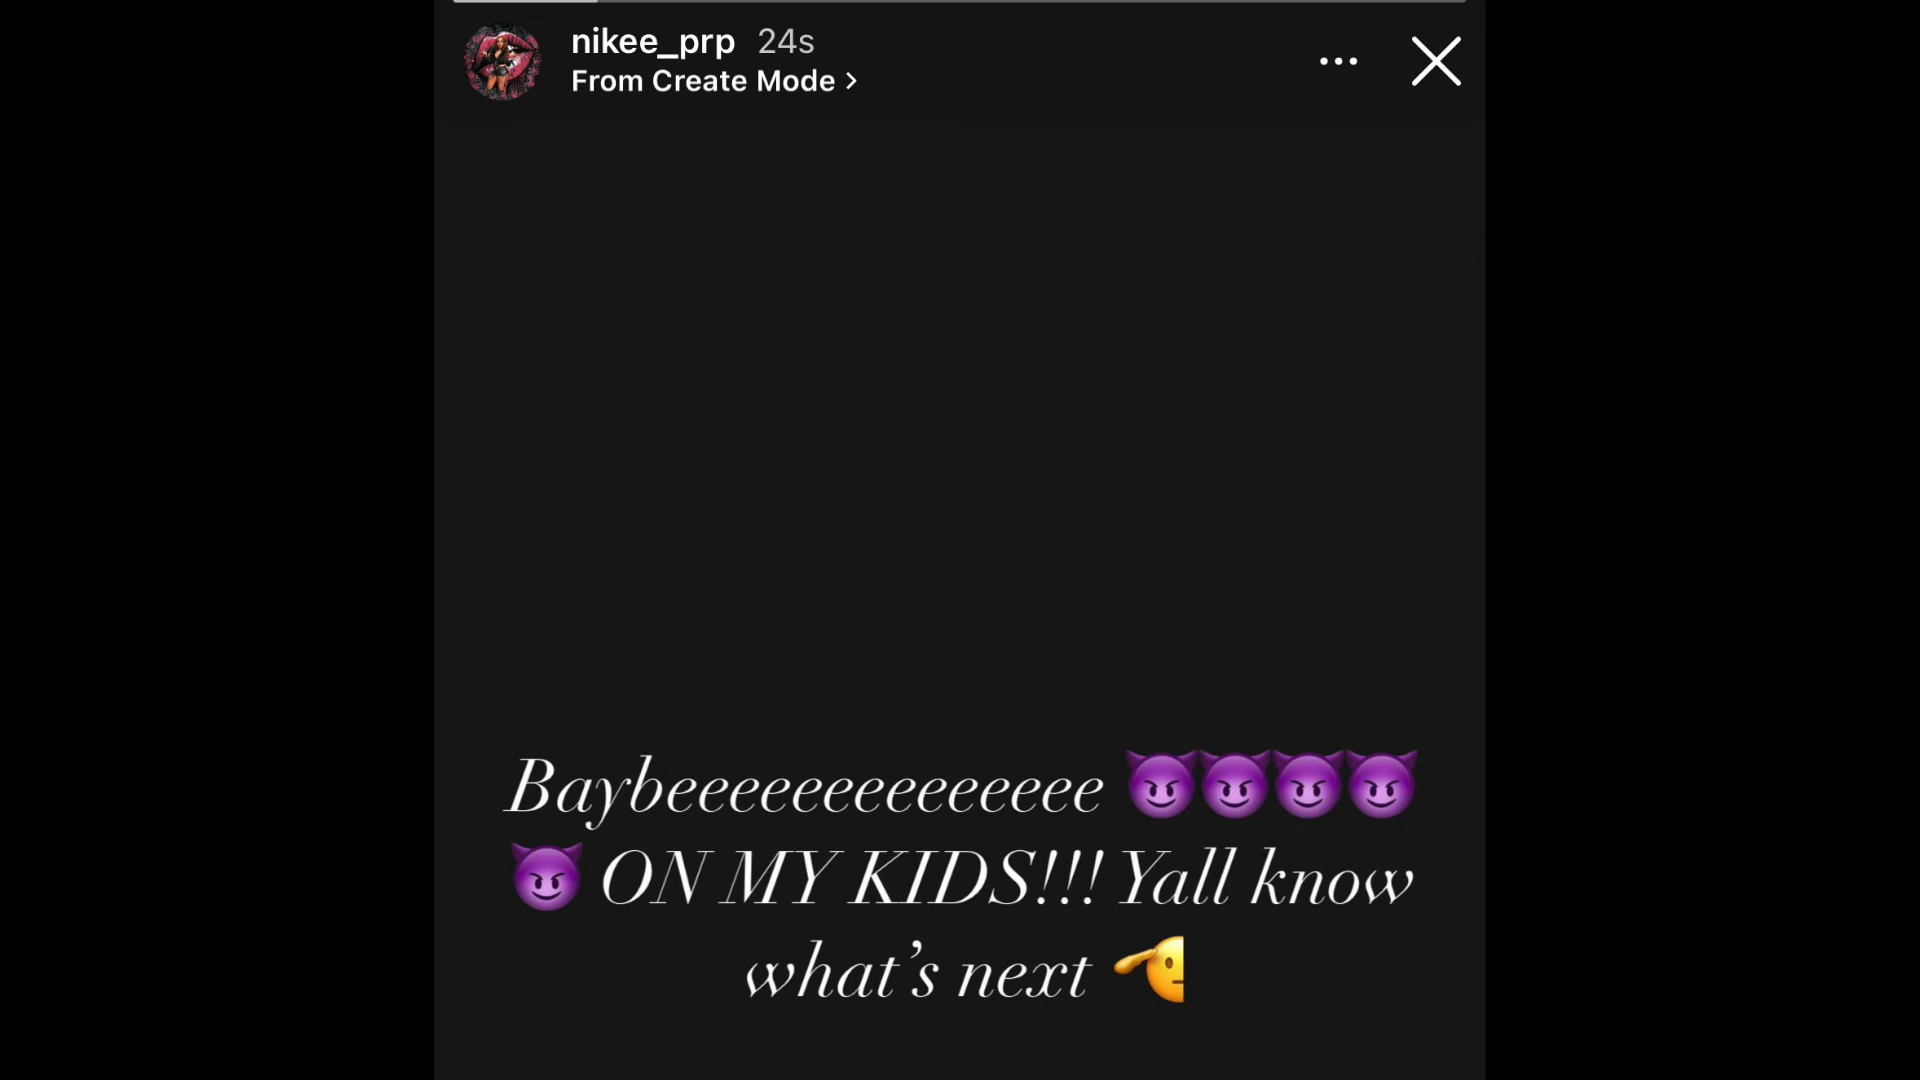 nikee_prp 24s
From Create Mode >
Baybeeeeeeeeeeeeee 😈😈😈😈
😈 ON MY KIDS!!! Yall know
what’s next 🫡